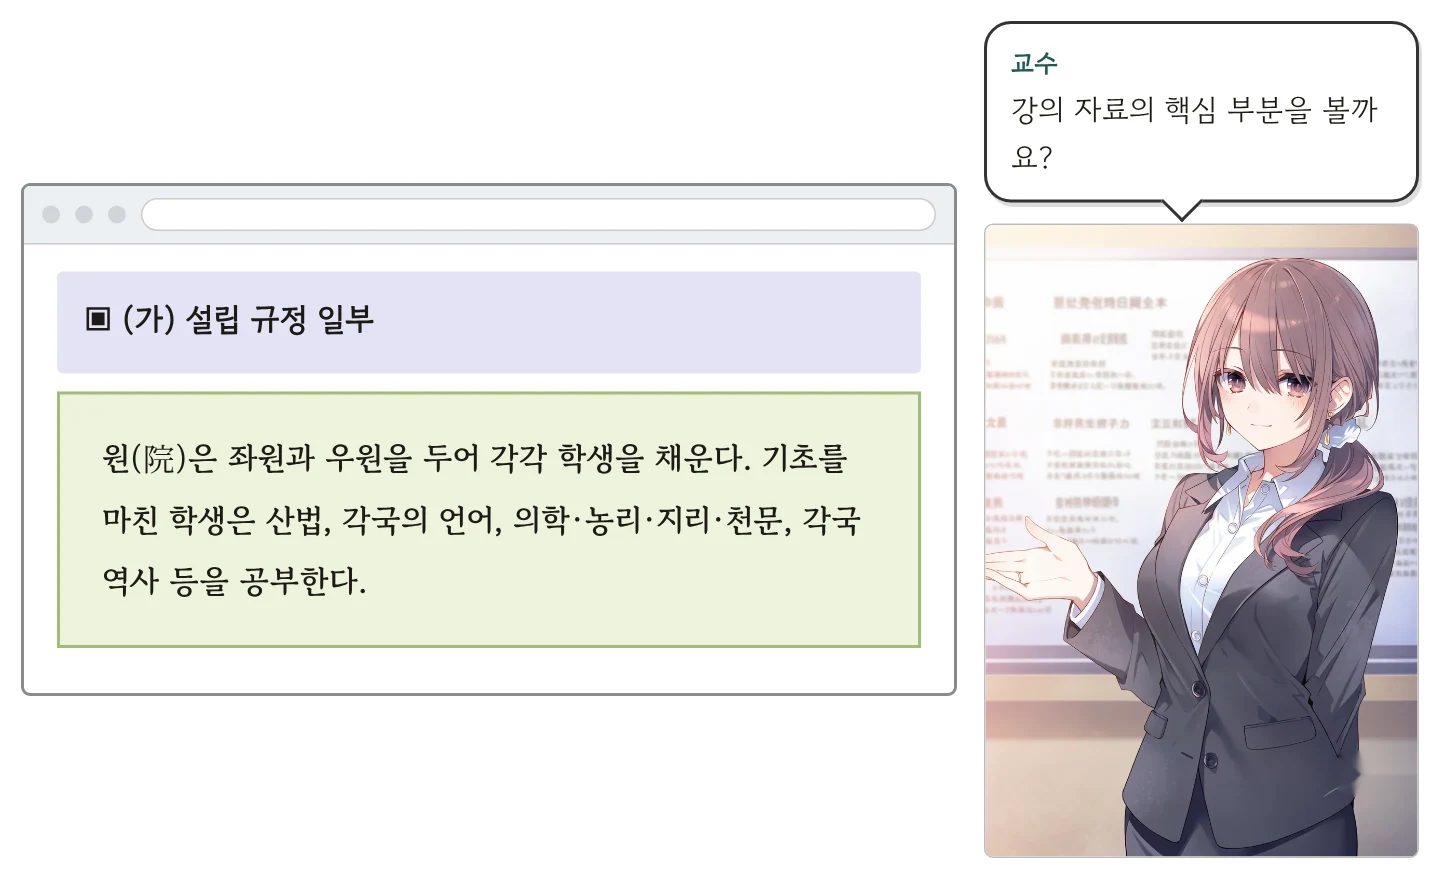 ▣ (가) 설립 규정 일부
원(院)은 좌원과 우원을 두어 각각 학생을 채운다. 기초를
마친 학생은 산법, 각국의 언어, 의학·농리·지리·천문, 각국
역사 등을 공부한다.
교수
강의 자료의 핵심 부분을 볼까
요?